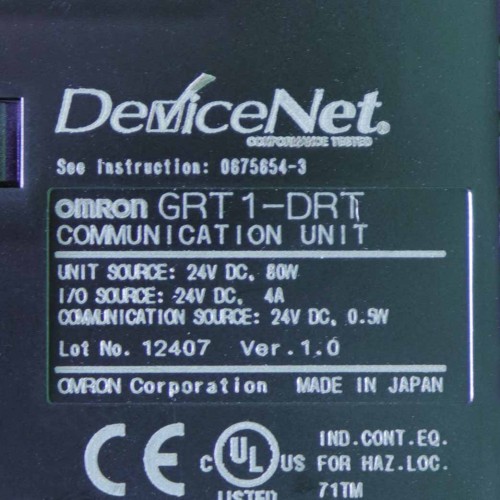 DeviceNet®
CONFORMANCE TESTED
See Instruction: 0675654-3
OMRON GRT1-DRT
COMMUNICATION UNIT
UNIT SOURCE: 24V DC, 80W
I/O SOURCE: 24V DC, 4A
COMMUNICATION SOURCE: 24V DC, 0.5W
Lot No. 12407 Ver.1.0
OMRON Corporation MADE IN JAPAN
CE C UL US IND.CONT.EQ.
FOR HAZ.LOC.
LISTED 71TM